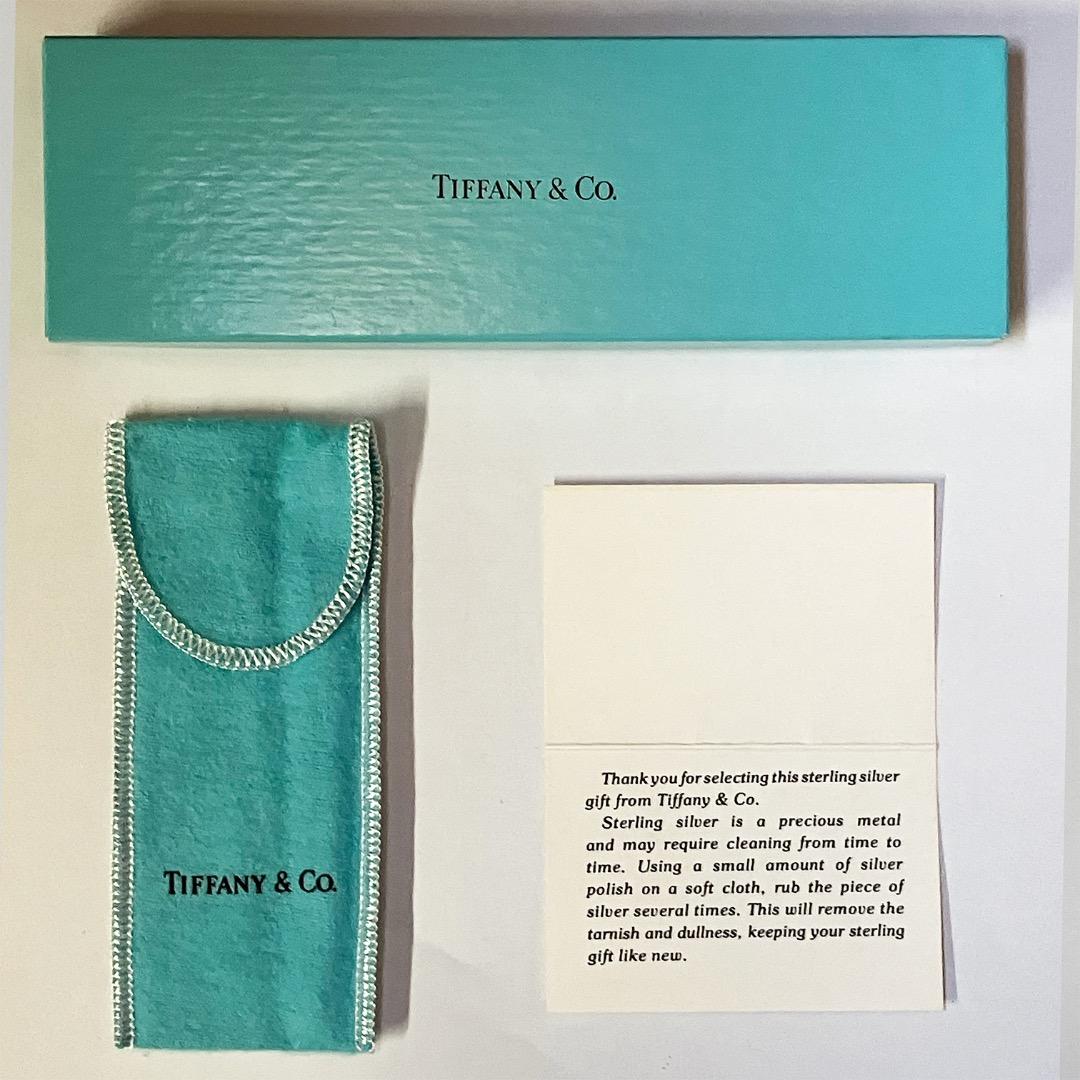 TIFFANY & CO.
TIFFANY & CO.
Thank you for selecting this sterling silver
gift from Tiffany & Co.
Sterling silver is a precious metal
and may require cleaning from time to
time. Using a small amount of silver
polish on a soft cloth, rub the piece of
silver several times. This will remove the
tarnish and dullness, keeping your sterling
gift like new.